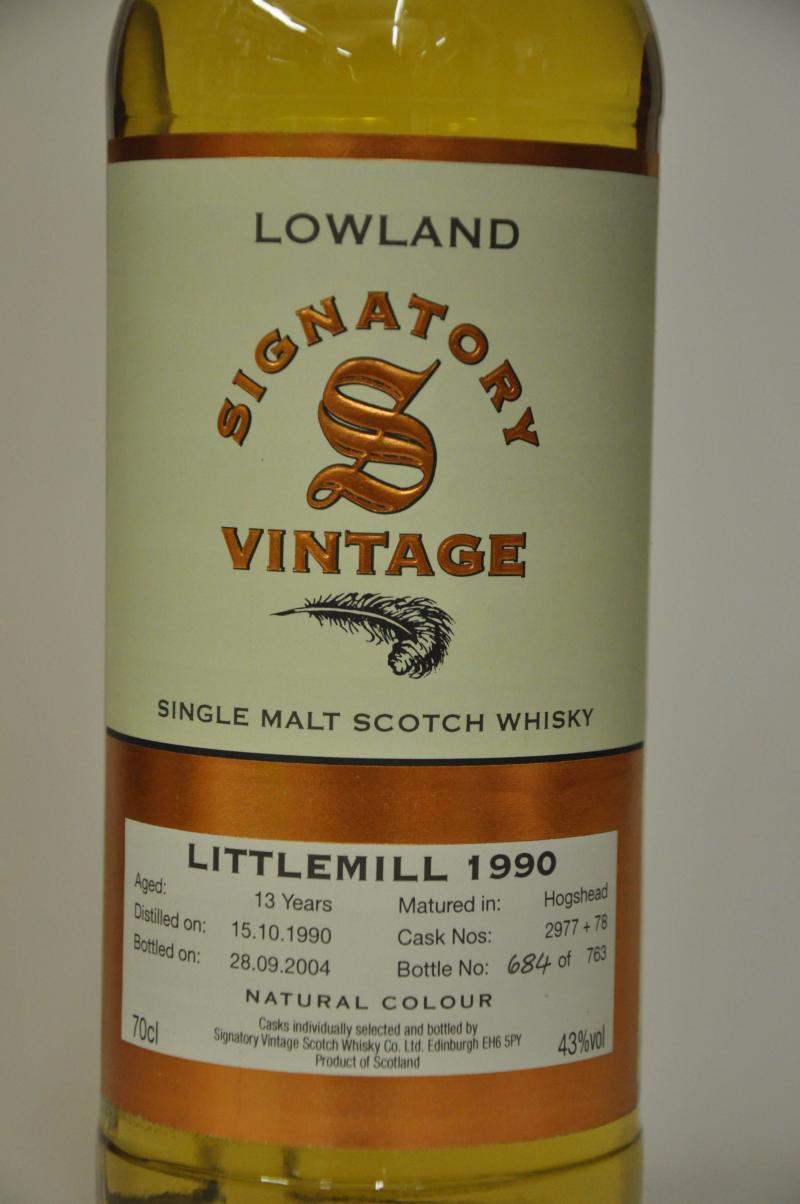 LOWLAND
SIGNATORY
S
VINTAGE
SINGLE MALT SCOTCH WHISKY
LITTLEMILL 1990
Aged: 13 Years Matured in: Hogshead
Distilled on: 15.10.1990 Cask Nos: 2977 + 78
Bottled on: 28.09.2004 Bottle No: 684 of 763
NATURAL COLOUR
Casks individually selected and bottled by
70cl Signatory Vintage Scotch Whisky Co. Ltd. Edinburgh EH6 5PY 43%vol
Product of Scotland